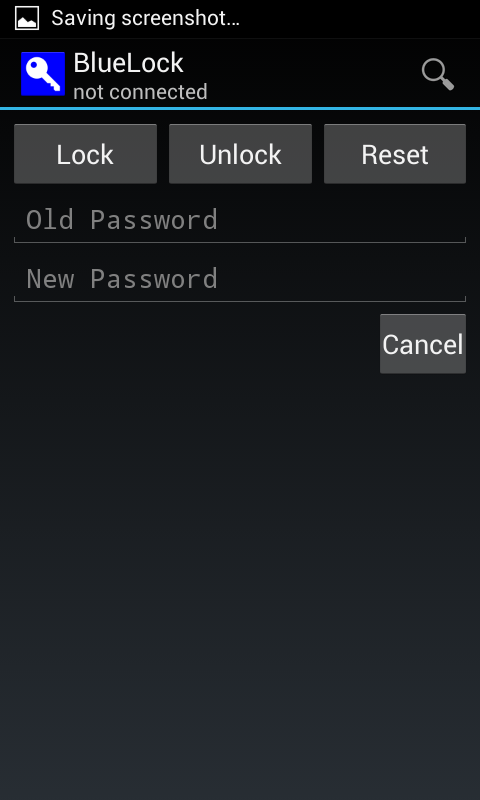 Saving screenshot...
BlueLock
not connected
Lock Unlock Reset
Old Password
New Password
Cancel